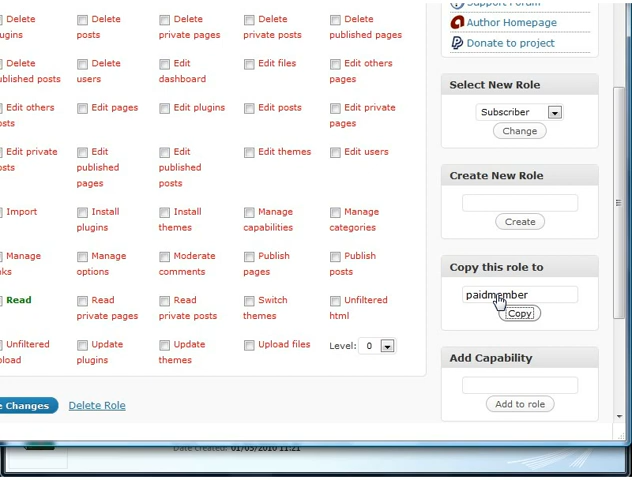 Support Forum
Delete Delete Delete Delete Delete
plugins posts private pages private posts published pages
Author Homepage
Donate to project
Delete Delete Edit Edit files Edit others
published posts users dashboard pages
Select New Role
Edit others Edit pages Edit plugins Edit posts Edit private
posts pages
Subscriber
Change
Edit private Edit Edit Edit themes Edit users
posts published published
pages posts
Create New Role
Import Install Install Manage Manage
plugins themes capabilities categories
Create
Manage Manage Moderate Publish Publish
links options comments pages posts
Copy this role to
Read Read Read Switch Unfiltered
private pages private posts themes html
paidmember
Copy
Unfiltered Update Update Upload files Level: 0
upload plugins themes
Add Capability
e Changes Delete Role
Add to role
Date created: 01/05/2010 11:21